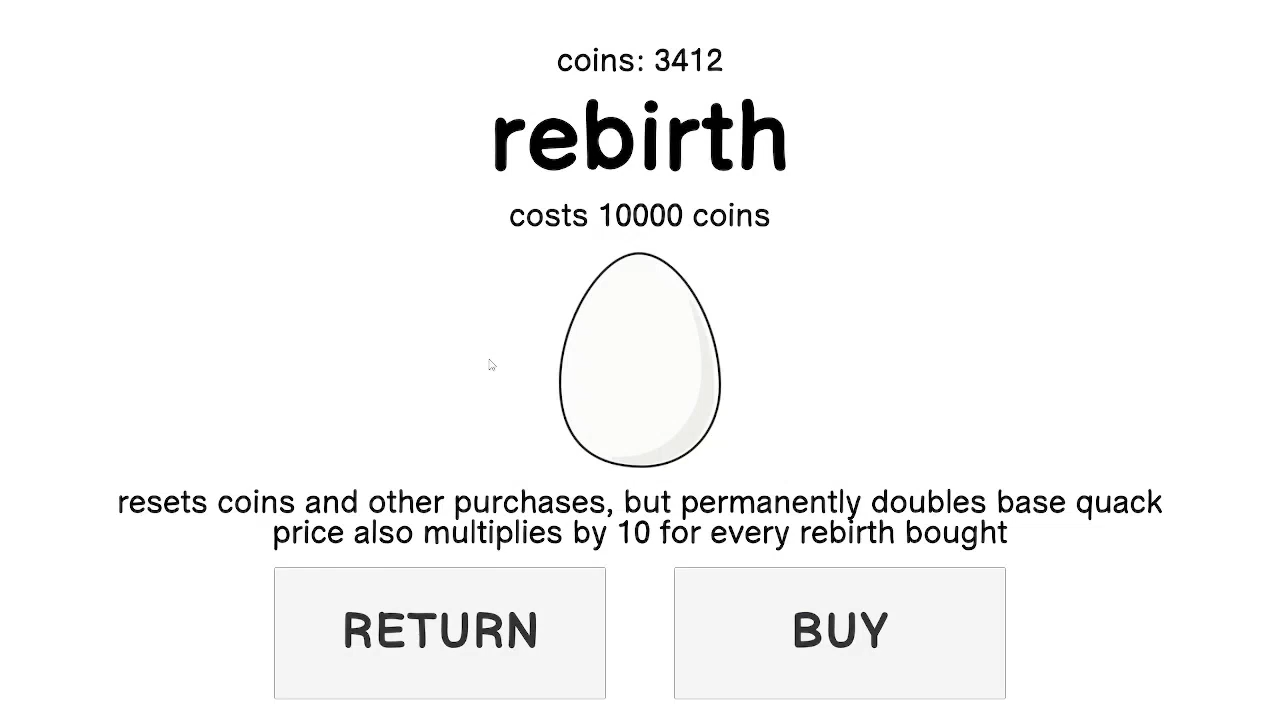 coins: 3412
rebirth
costs 10000 coins
resets coins and other purchases, but permanently doubles base quack
price also multiplies by 10 for every rebirth bought
RETURN
BUY